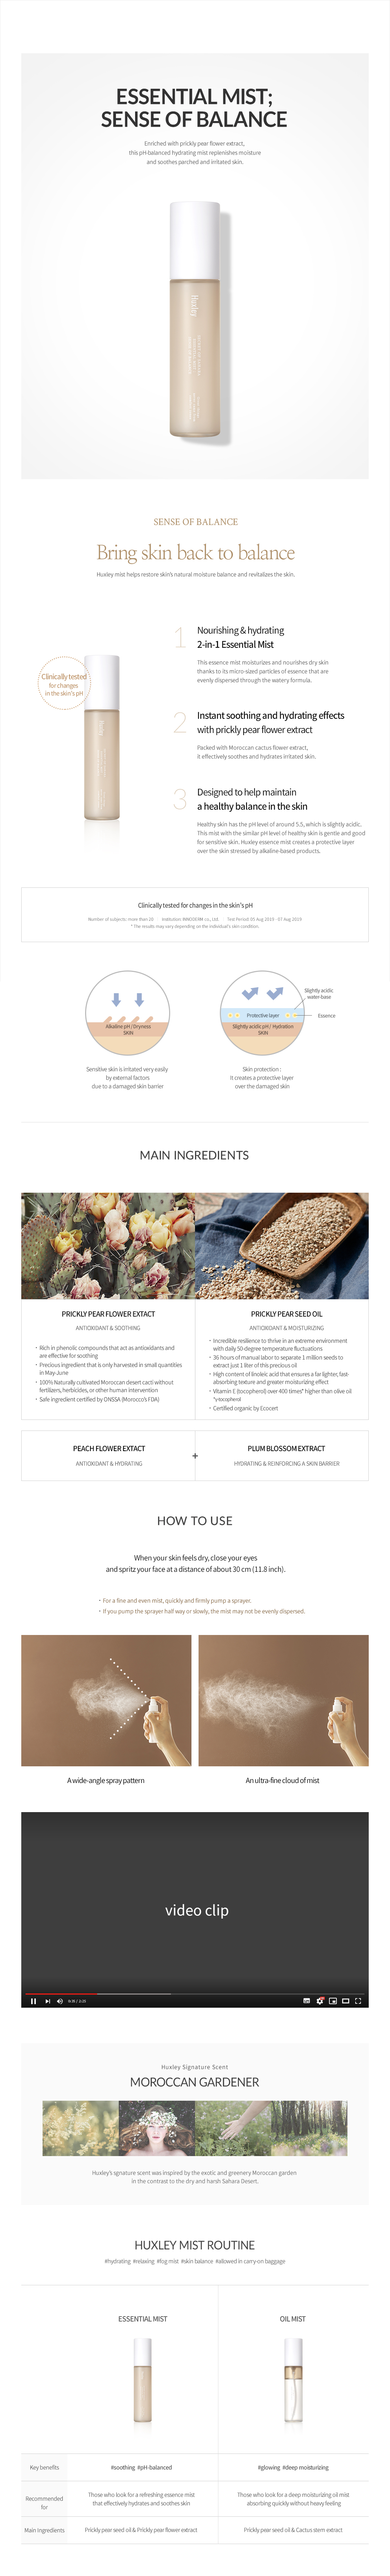 ESSENTIAL MIST;
SENSE OF BALANCE
Enriched with prickly pear flower extract,
this pH-balanced hydrating mist replenishes moisture
and soothes parched and irritated skin.
Huxley
SENSE OF BALANCE
Bring skin back to balance
Huxley mist helps restore skin's natural moisture balance and revitalizes the skin.
Clinically tested
for changes
in the skin's pH
1
Nourishing & hydrating
2-in-1 Essential Mist
This essence mist moisturizes and nourishes dry skin
thanks to its micro-sized particles of essence that are
evenly dispersed through the watery formula.
2
Instant soothing and hydrating effects
with prickly pear flower extract
Packed with Moroccan cactus flower extract,
it effectively soothes and hydrates irritated skin.
3
Designed to help maintain
a healthy balance in the skin
Healthy skin has the pH level of around 5.5, which is slightly acidic.
This mist with the similar pH level of healthy skin is gentle and good
for sensitive skin. Huxley essence mist creates a protective layer
over the skin stressed by alkaline-based products.
Clinically tested for changes in the skin's pH
Number of subjects: more than 20 Institution: INNODERM co., Ltd. Test Period: 05 Aug 2019 - 07 Aug 2019
* The results may vary depending on the individual's skin condition.
Alkaline pH / Dryness
SKIN
Slightly acidic
water-base
Protective layer
Essence
Slightly acidic pH / Hydration
SKIN
Sensitive skin is irritated very easily
by external factors
due to a damaged skin barrier
Skin protection :
It creates a protective layer
over the damaged skin
MAIN INGREDIENTS
PRICKLY PEAR FLOWER EXTACT
ANTIOXIDANT & SOOTHING
• Rich in phenolic compounds that act as antioxidants and
are effective for soothing
• Precious ingredient that is only harvested in small quantities
in May-June
• 100% Naturally cultivated Moroccan desert cacti without
fertilizers, herbicides, or other human intervention
• Safe ingredient certified by DNSSA (Morocco's FDA)
PRICKLY PEAR SEED OIL
ANTIOXIDANT & MOISTURIZING
• Incredible resilience to thrive in an extreme environment
with daily 50-degree temperature fluctuations
• 36 hours of manual labor to separate 1 million seeds to
extract just 1 liter of this precious oil
• High content of linoleic acid that ensures a far lighter, fast-
absorbing texture and greater moisturizing effect
• Vitamin E (tocopherol) over 400 times* higher than olive oil
*γ-tocopherol
• Certified organic by Ecocert
PEACH FLOWER EXTACT
ANTIOXIDANT & HYDRATING
+
PLUM BLOSSOM EXTRACT
HYDRATING & REINFORCING A SKIN BARRIER
HOW TO USE
When your skin feels dry, close your eyes
and spritz your face at a distance of about 30 cm (11.8 inch).
• For a fine and even mist, quickly and firmly pump a sprayer.
• If you pump the sprayer half way or slowly, the mist may not be evenly dispersed.
A wide-angle spray pattern
An ultra-fine cloud of mist
video clip
Huxley Signature Scent
MOROCCAN GARDENER
Huxley's sgnature scent was inspired by the exotic and greenery Moroccan garden
in the contrast to the dry and harsh Sahara Desert.
HUXLEY MIST ROUTINE
#hydrating #relaxing #fog mist #skin balance #allowed in carry-on baggage
ESSENTIAL MIST
OIL MIST
Key benefits
#soothing #pH-balanced
#glowing #deep moisturizing
Recommended
for
Those who look for a refreshing essence mist
that effectively hydrates and soothes skin
Those who look for a deep moisturizing oil mist
absorbing quickly without heavy feeling
Main Ingredients
Prickly pear seed oil & Prickly pear flower extract
Prickly pear seed oil & Cactus stem extract